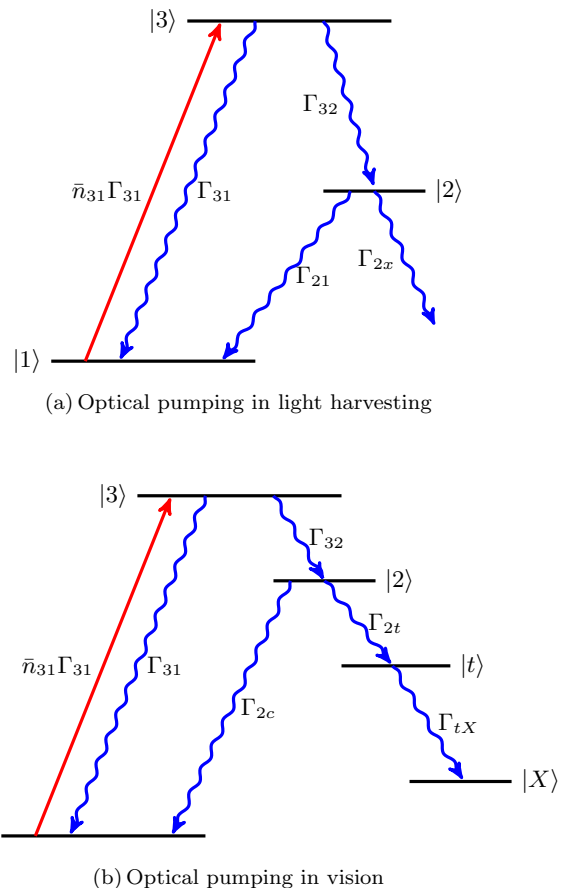 |3⟩
Γ₃₂
n̄₃₁Γ₃₁
Γ₃₁
|2⟩
Γ₂₁
Γ₂ₓ
|1⟩
(a) Optical pumping in light harvesting
|3⟩
Γ₃₂
|2⟩
Γ₂ₜ
n̄₃₁Γ₃₁
Γ₃₁
|t⟩
Γ₂c
ΓtX
|X⟩
(b) Optical pumping in vision